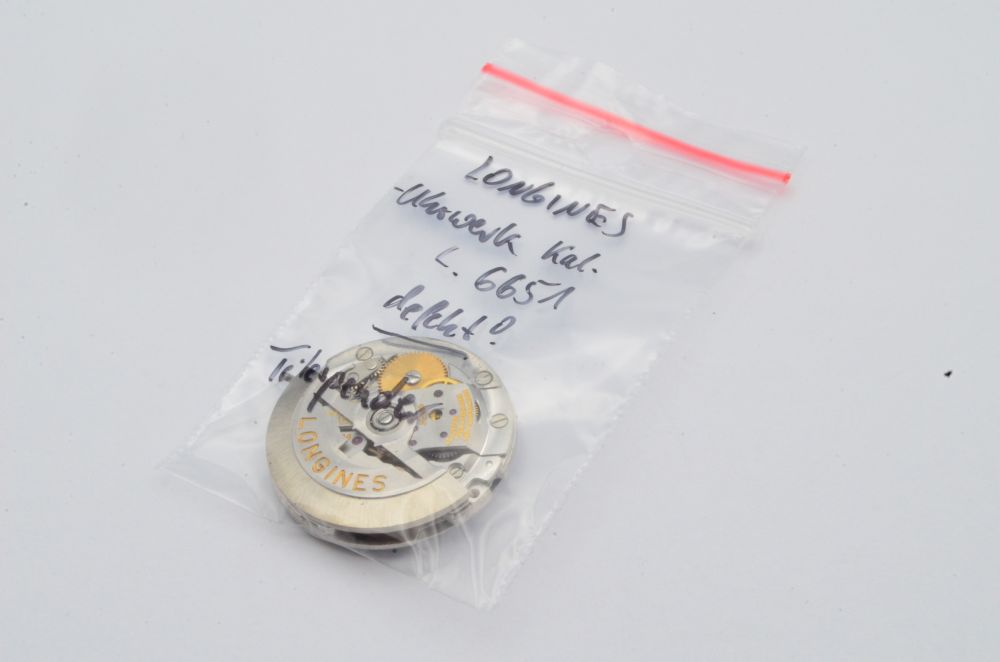 LONGINES
-Uhrwerk Kal.
L. 6651
defekt!
Teilespender
LONGINES